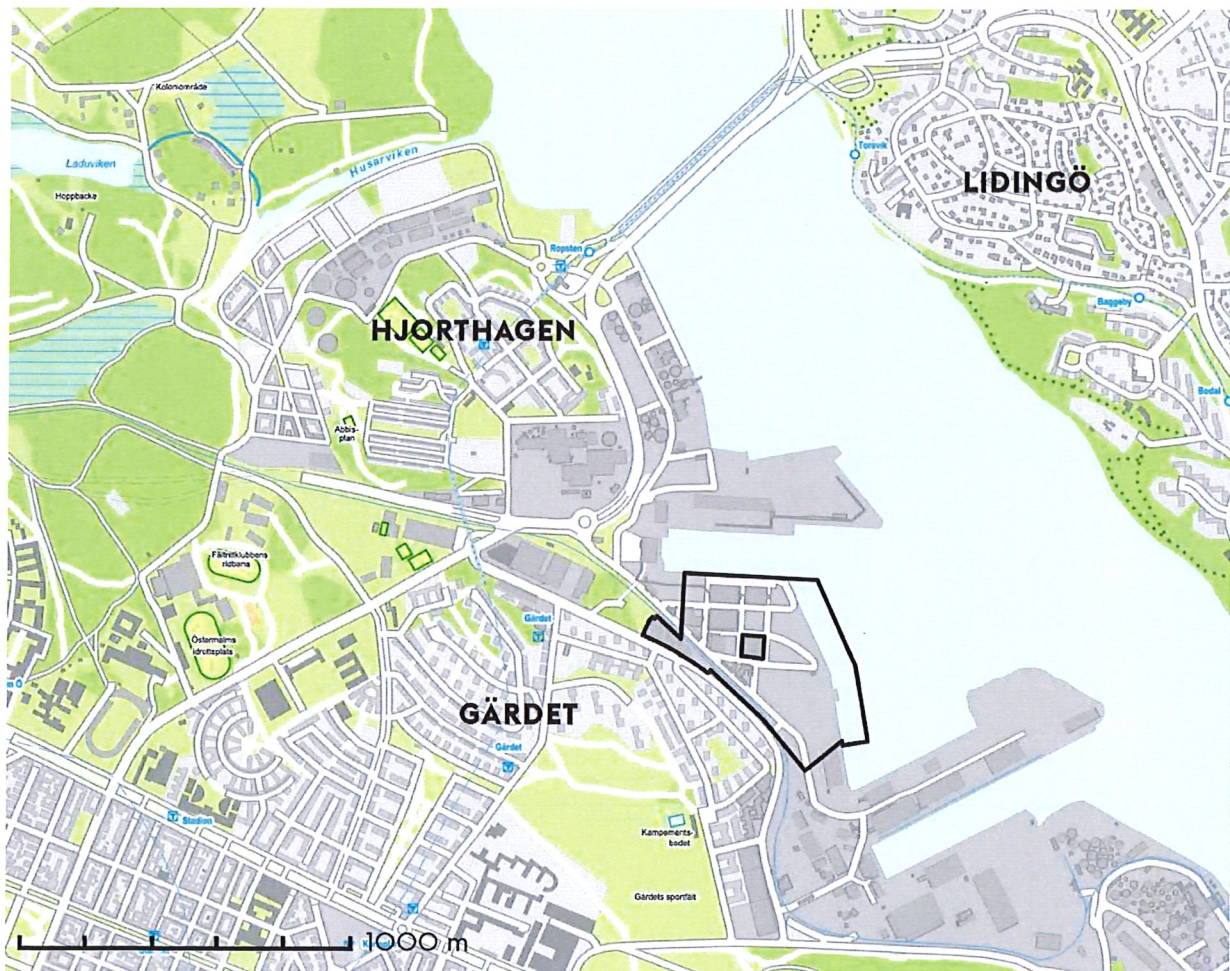 Koloniområde
Laduviken
Husarviken
Hoppbacke
Torsvik
LIDINGÖ
Ropsten
Baggeby
HJORTHAGEN
Bodal
Abbis-
plan
Fältrittklubbens
ridbana
Gärdet
Östermalms
idrottsplats
GÄRDET
Gärdet
Stadion
Kampements-
badet
Gärdets sportfält
1000 m